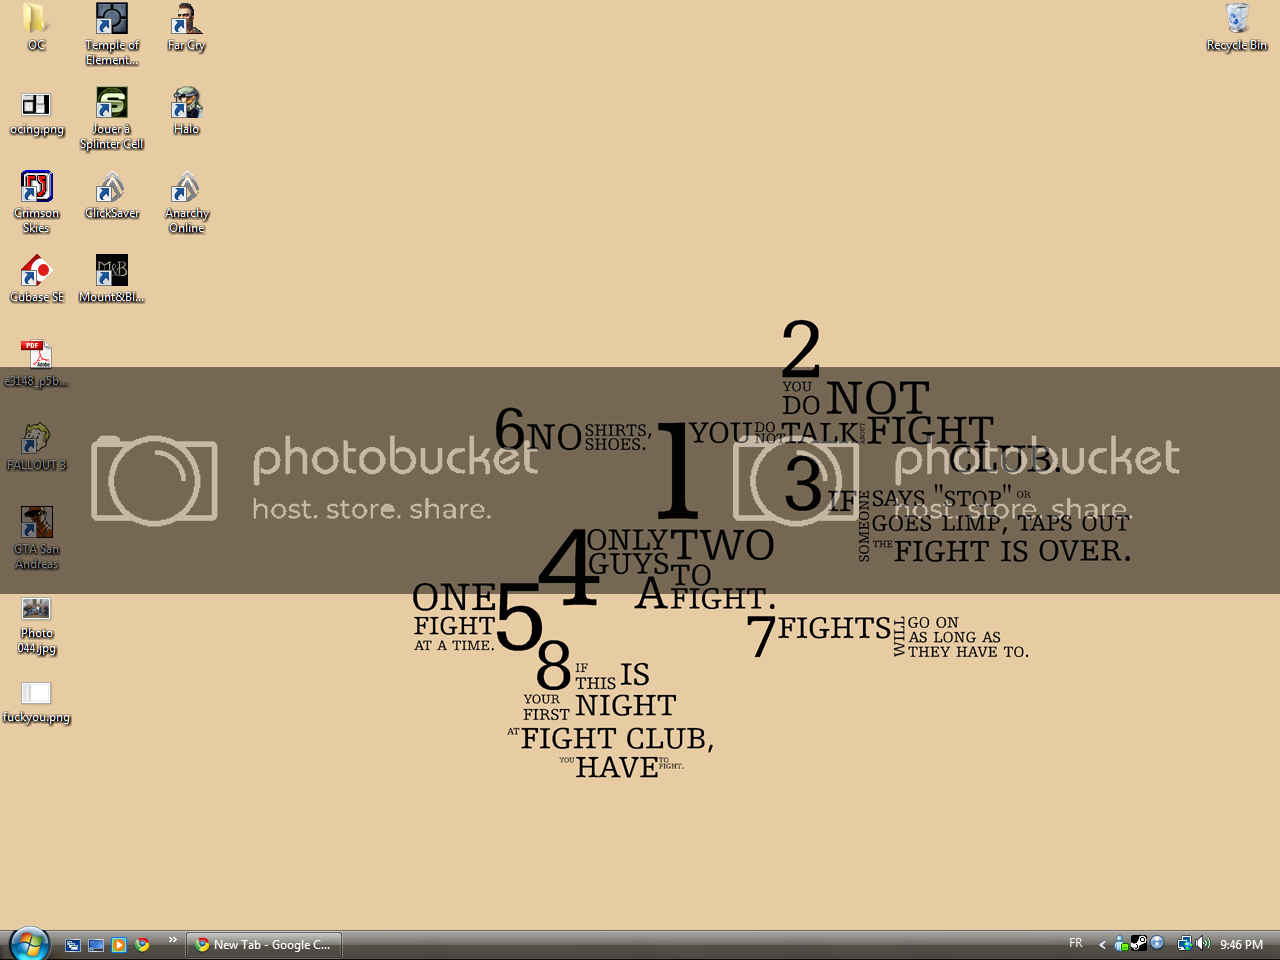 OC
Temple of
Element...
Far Cry
Recycle Bin
ocing.png
Jouer à
Splinter Cell
Halo
Crimson
Skies
ClickSaver
Anarchy
Online
Cubase SE
Mount&Bl...
e3148_p5b...
FALLOUT 3
GTA San
Andreas
Photo
044.jpg
fuckyou.png
1 YOU DO NOT TALK ABOUT FIGHT
CLUB.
2
YOU
DO NOT
3 IF SOMEONE SAYS "STOP" OR
GOES LIMP, TAPS OUT
THE FIGHT IS OVER.
4 ONLY TWO
GUYS TO
A FIGHT.
5 ONE
FIGHT
AT A TIME.
6 NO SHIRTS,
SHOES.
7 FIGHTS WILL GO ON
AS LONG AS
THEY HAVE TO.
8 IF
THIS IS
YOUR
FIRST NIGHT
AT FIGHT CLUB,
YOU HAVE TO
FIGHT.
photobucket
host. store. share.
photobucket
host. store. share.
New Tab - Google C...
FR
9:46 PM